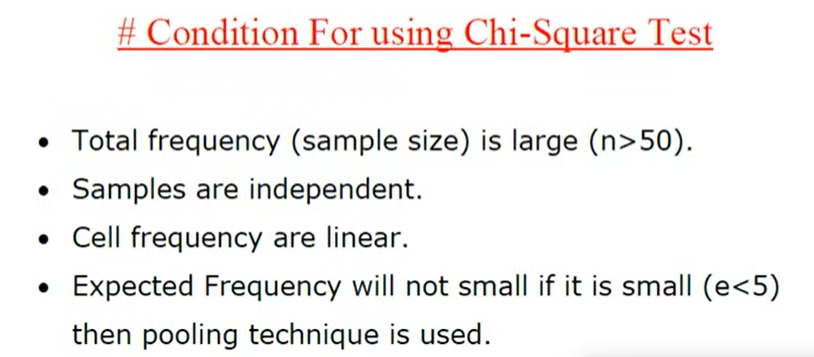 # Condition For using Chi-Square Test
• Total frequency (sample size) is large (n>50).
• Samples are independent.
• Cell frequency are linear.
• Expected Frequency will not small if it is small (e<5)
then pooling technique is used.